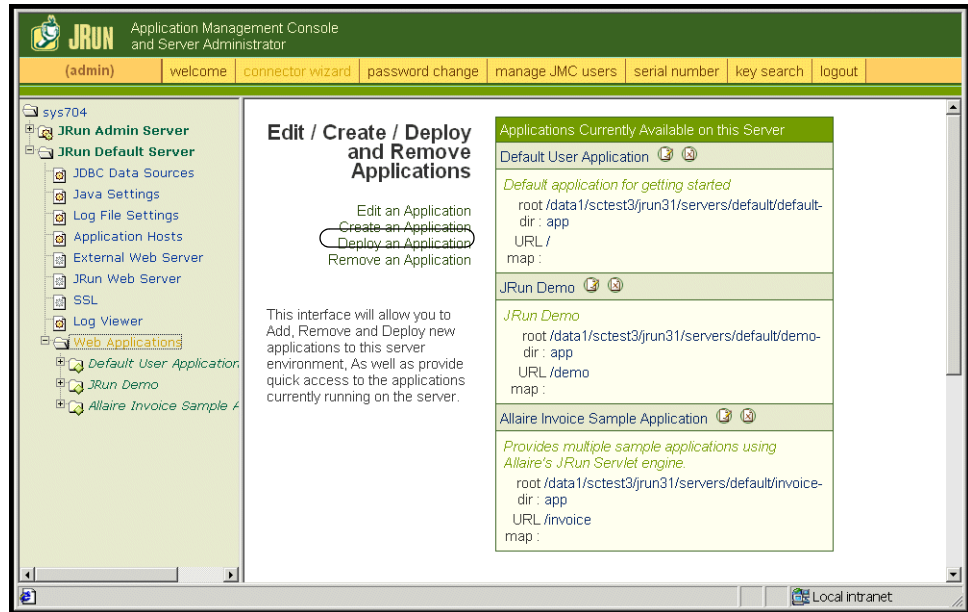 JRUN
Application Management Console
and Server Administrator
(admin)
welcome
connector wizard
password change
manage JMC users
serial number
key search
logout
sys704
JRun Admin Server
JRun Default Server
JDBC Data Sources
Java Settings
Log File Settings
Application Hosts
External Web Server
JRun Web Server
SSL
Log Viewer
Web Applications
Default User Application
JRun Demo
Allaire Invoice Sample A
Edit / Create / Deploy
and Remove
Applications
Edit an Application
Create an Application
Deploy an Application
Remove an Application
This interface will allow you to
Add, Remove and Deploy new
applications to this server
environment, As well as provide
quick access to the applications
currently running on the server.
Applications Currently Available on this Server
Default User Application
Default application for getting started
root /data1/sctest3/jrun31/servers/default/default-
dir : app
URL /
map :
JRun Demo
JRun Demo
root /data1/sctest3/jrun31/servers/default/demo-
dir : app
URL /demo
map :
Allaire Invoice Sample Application
Provides multiple sample applications using
Allaire's JRun Servlet engine.
root /data1/sctest3/jrun31/servers/default/invoice-
dir : app
URL /invoice
map :
Local intranet